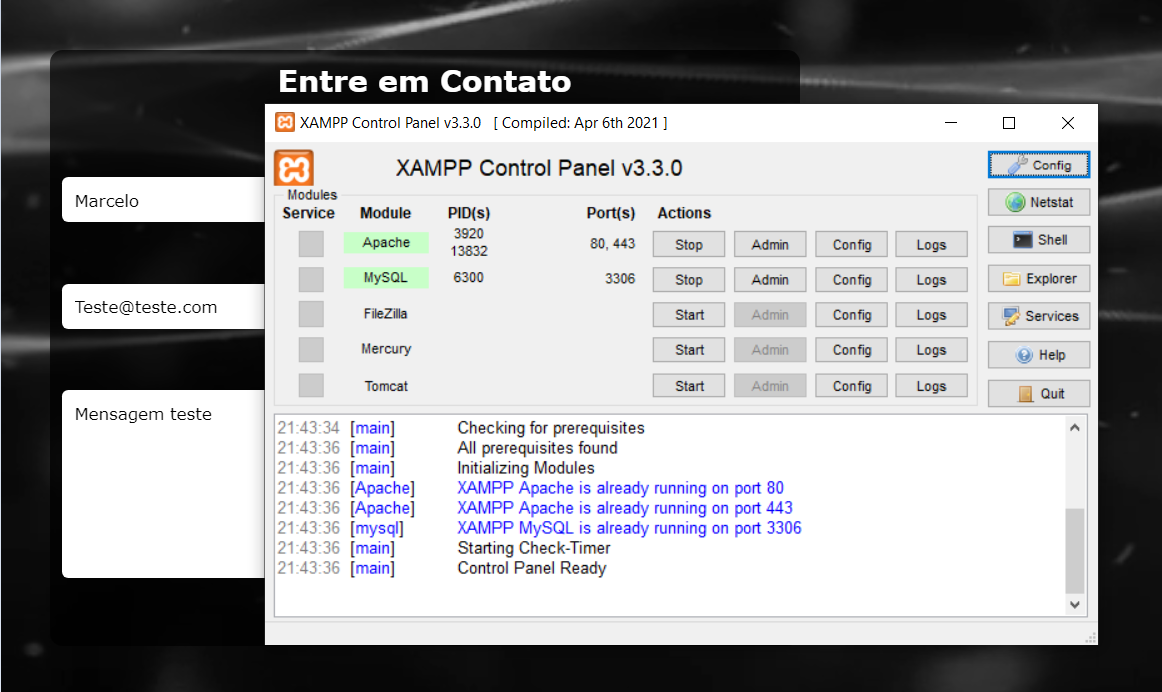 Entre em Contato
Marcelo
Teste@teste.com
Mensagem teste
XAMPP Control Panel v3.3.0 [ Compiled: Apr 6th 2021 ]
XAMPP Control Panel v3.3.0
Modules
Service Module PID(s) Port(s) Actions
Apache 3920 13832 80, 443 Stop Admin Config Logs
MySQL 6300 3306 Stop Admin Config Logs
FileZilla Start Admin Config Logs
Mercury Start Admin Config Logs
Tomcat Start Admin Config Logs
Config
Netstat
Shell
Explorer
Services
Help
Quit
21:43:34 [main] Checking for prerequisites
21:43:36 [main] All prerequisites found
21:43:36 [main] Initializing Modules
21:43:36 [Apache] XAMPP Apache is already running on port 80
21:43:36 [Apache] XAMPP Apache is already running on port 443
21:43:36 [mysql] XAMPP MySQL is already running on port 3306
21:43:36 [main] Starting Check-Timer
21:43:36 [main] Control Panel Ready